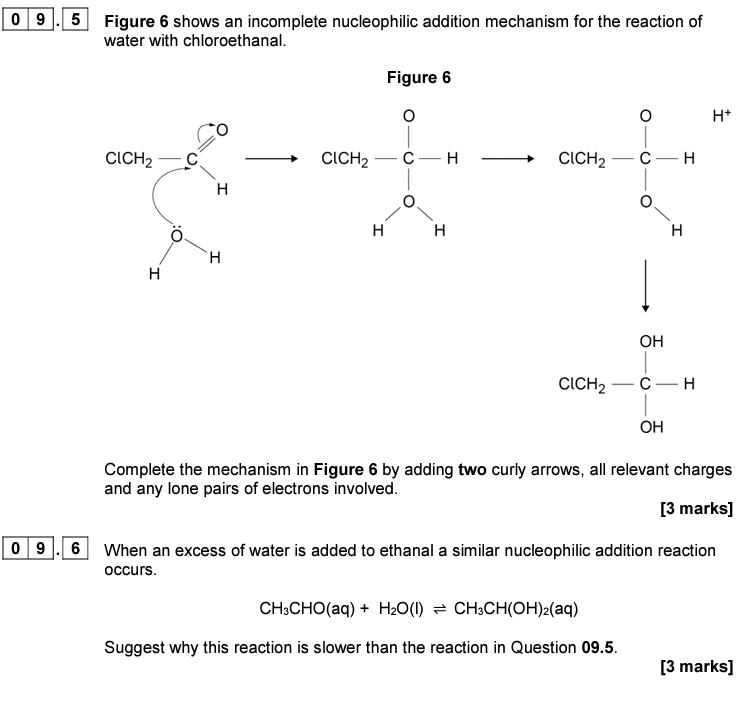 0 9 . 5 Figure 6 shows an incomplete nucleophilic addition mechanism for the reaction of
water with chloroethanal.
Figure 6
O O O H⁺
ClCH₂ — C ClCH₂ — C — H ClCH₂ — C — H
H O O
Ö H H H
H H
OH
ClCH₂ — C — H
OH
Complete the mechanism in Figure 6 by adding two curly arrows, all relevant charges
and any lone pairs of electrons involved.
[3 marks]
0 9 . 6 When an excess of water is added to ethanal a similar nucleophilic addition reaction
occurs.
CH₃CHO(aq) + H₂O(l) ⇌ CH₃CH(OH)₂(aq)
Suggest why this reaction is slower than the reaction in Question 09.5.
[3 marks]